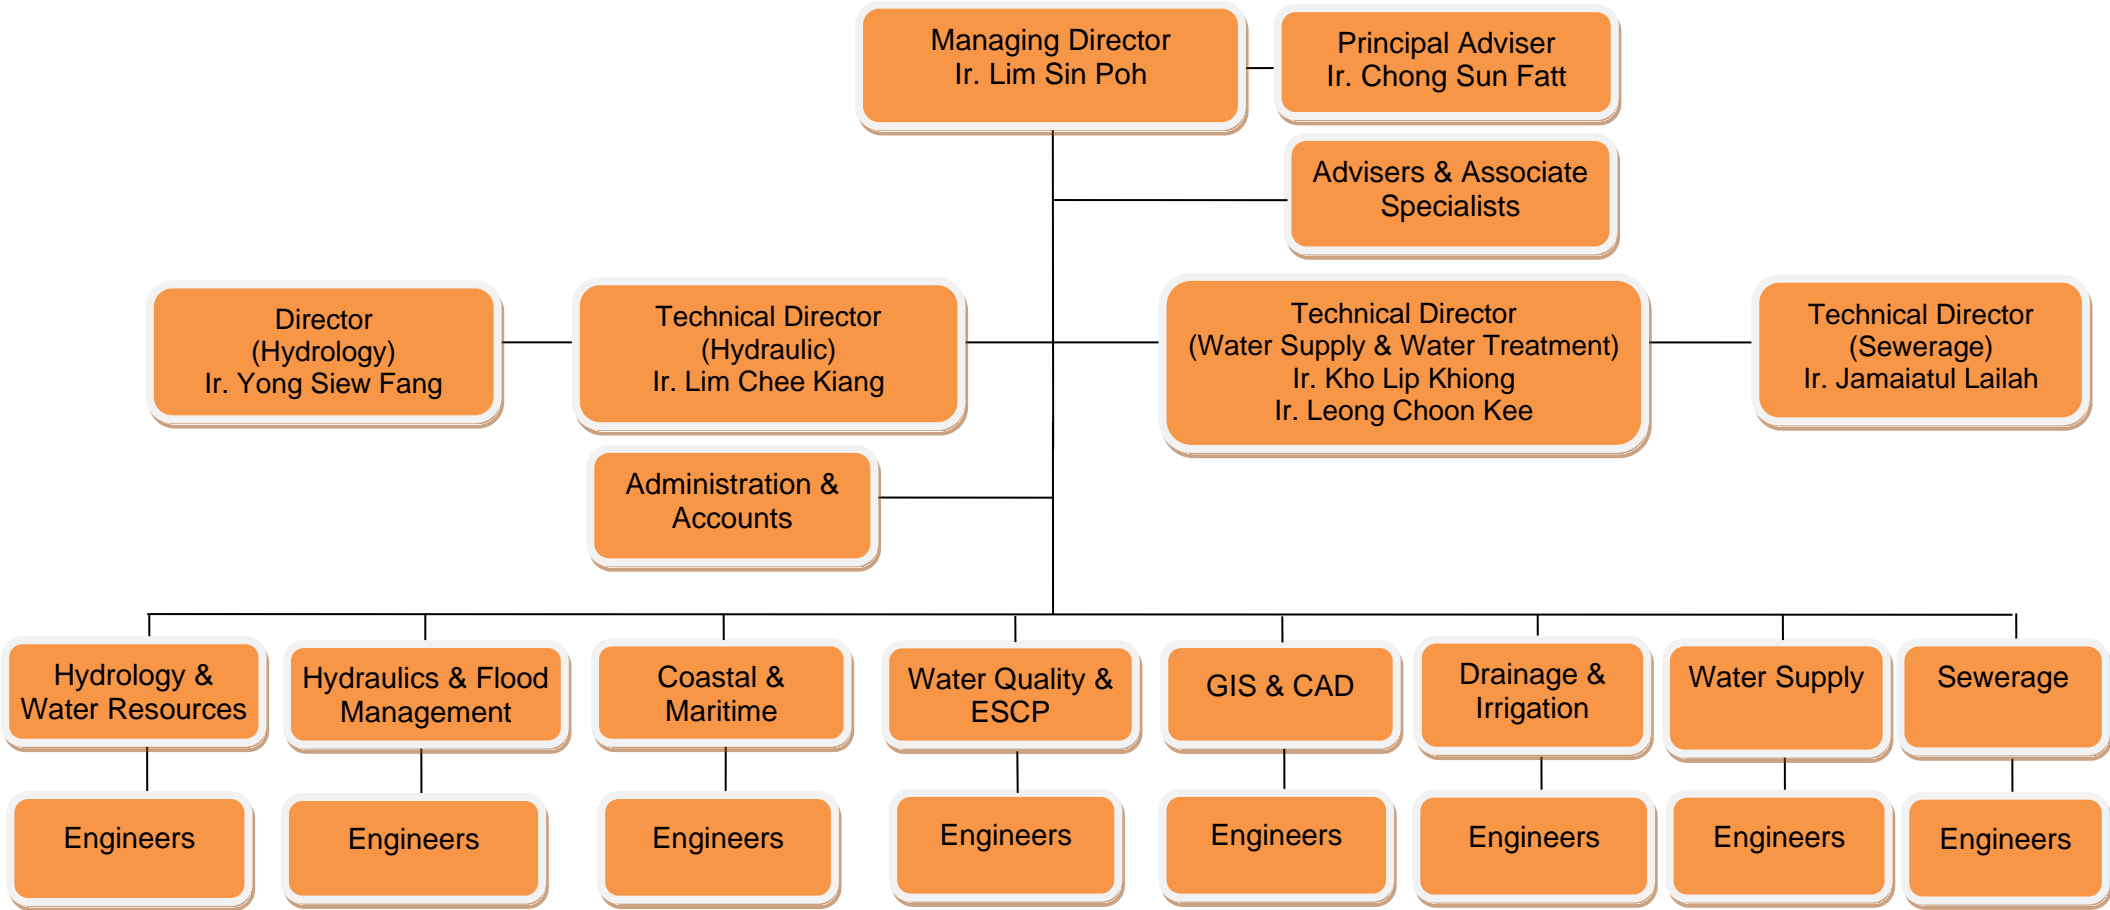 Managing Director
Ir. Lim Sin Poh
Principal Adviser
Ir. Chong Sun Fatt
Advisers & Associate
Specialists
Director
(Hydrology)
Ir. Yong Siew Fang
Technical Director
(Hydraulic)
Ir. Lim Chee Kiang
Technical Director
(Water Supply & Water Treatment)
Ir. Kho Lip Khiong
Ir. Leong Choon Kee
Technical Director
(Sewerage)
Ir. Jamaiatul Lailah
Administration &
Accounts
Hydrology &
Water Resources
Hydraulics & Flood
Management
Coastal &
Maritime
Water Quality &
ESCP
GIS & CAD
Drainage &
Irrigation
Water Supply
Sewerage
Engineers
Engineers
Engineers
Engineers
Engineers
Engineers
Engineers
Engineers